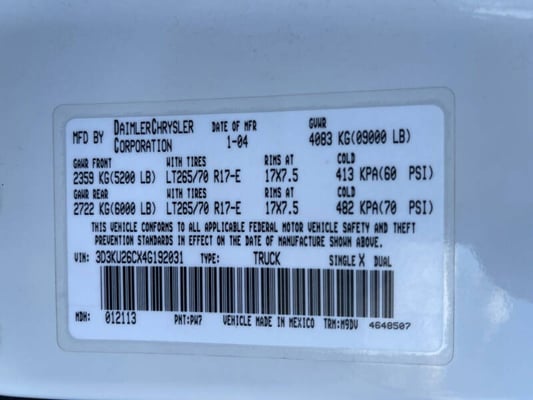 MFD BY DAIMLERCHRYSLER CORPORATION DATE OF MFR 1-04 GVWR 4083 KG(09000 LB)
GAWR FRONT WITH TIRES RIMS AT COLD
2359 KG(5200 LB) LT265/70 R17-E 17X7.5 413 KPA(60 PSI)
GAWR REAR WITH TIRES RIMS AT COLD
2722 KG(6000 LB) LT265/70 R17-E 17X7.5 482 KPA(70 PSI)
THIS VEHICLE CONFORMS TO ALL APPLICABLE FEDERAL MOTOR VEHICLE SAFETY AND THEFT
PREVENTION STANDARDS IN EFFECT ON THE DATE OF MANUFACTURE SHOWN ABOVE.
VIN: 3D3KU26CX4G192031 TYPE: TRUCK SINGLE X DUAL
MDH: 012113 PNT:PW7 VEHICLE MADE IN MEXICO TRM:M9DV 4648507